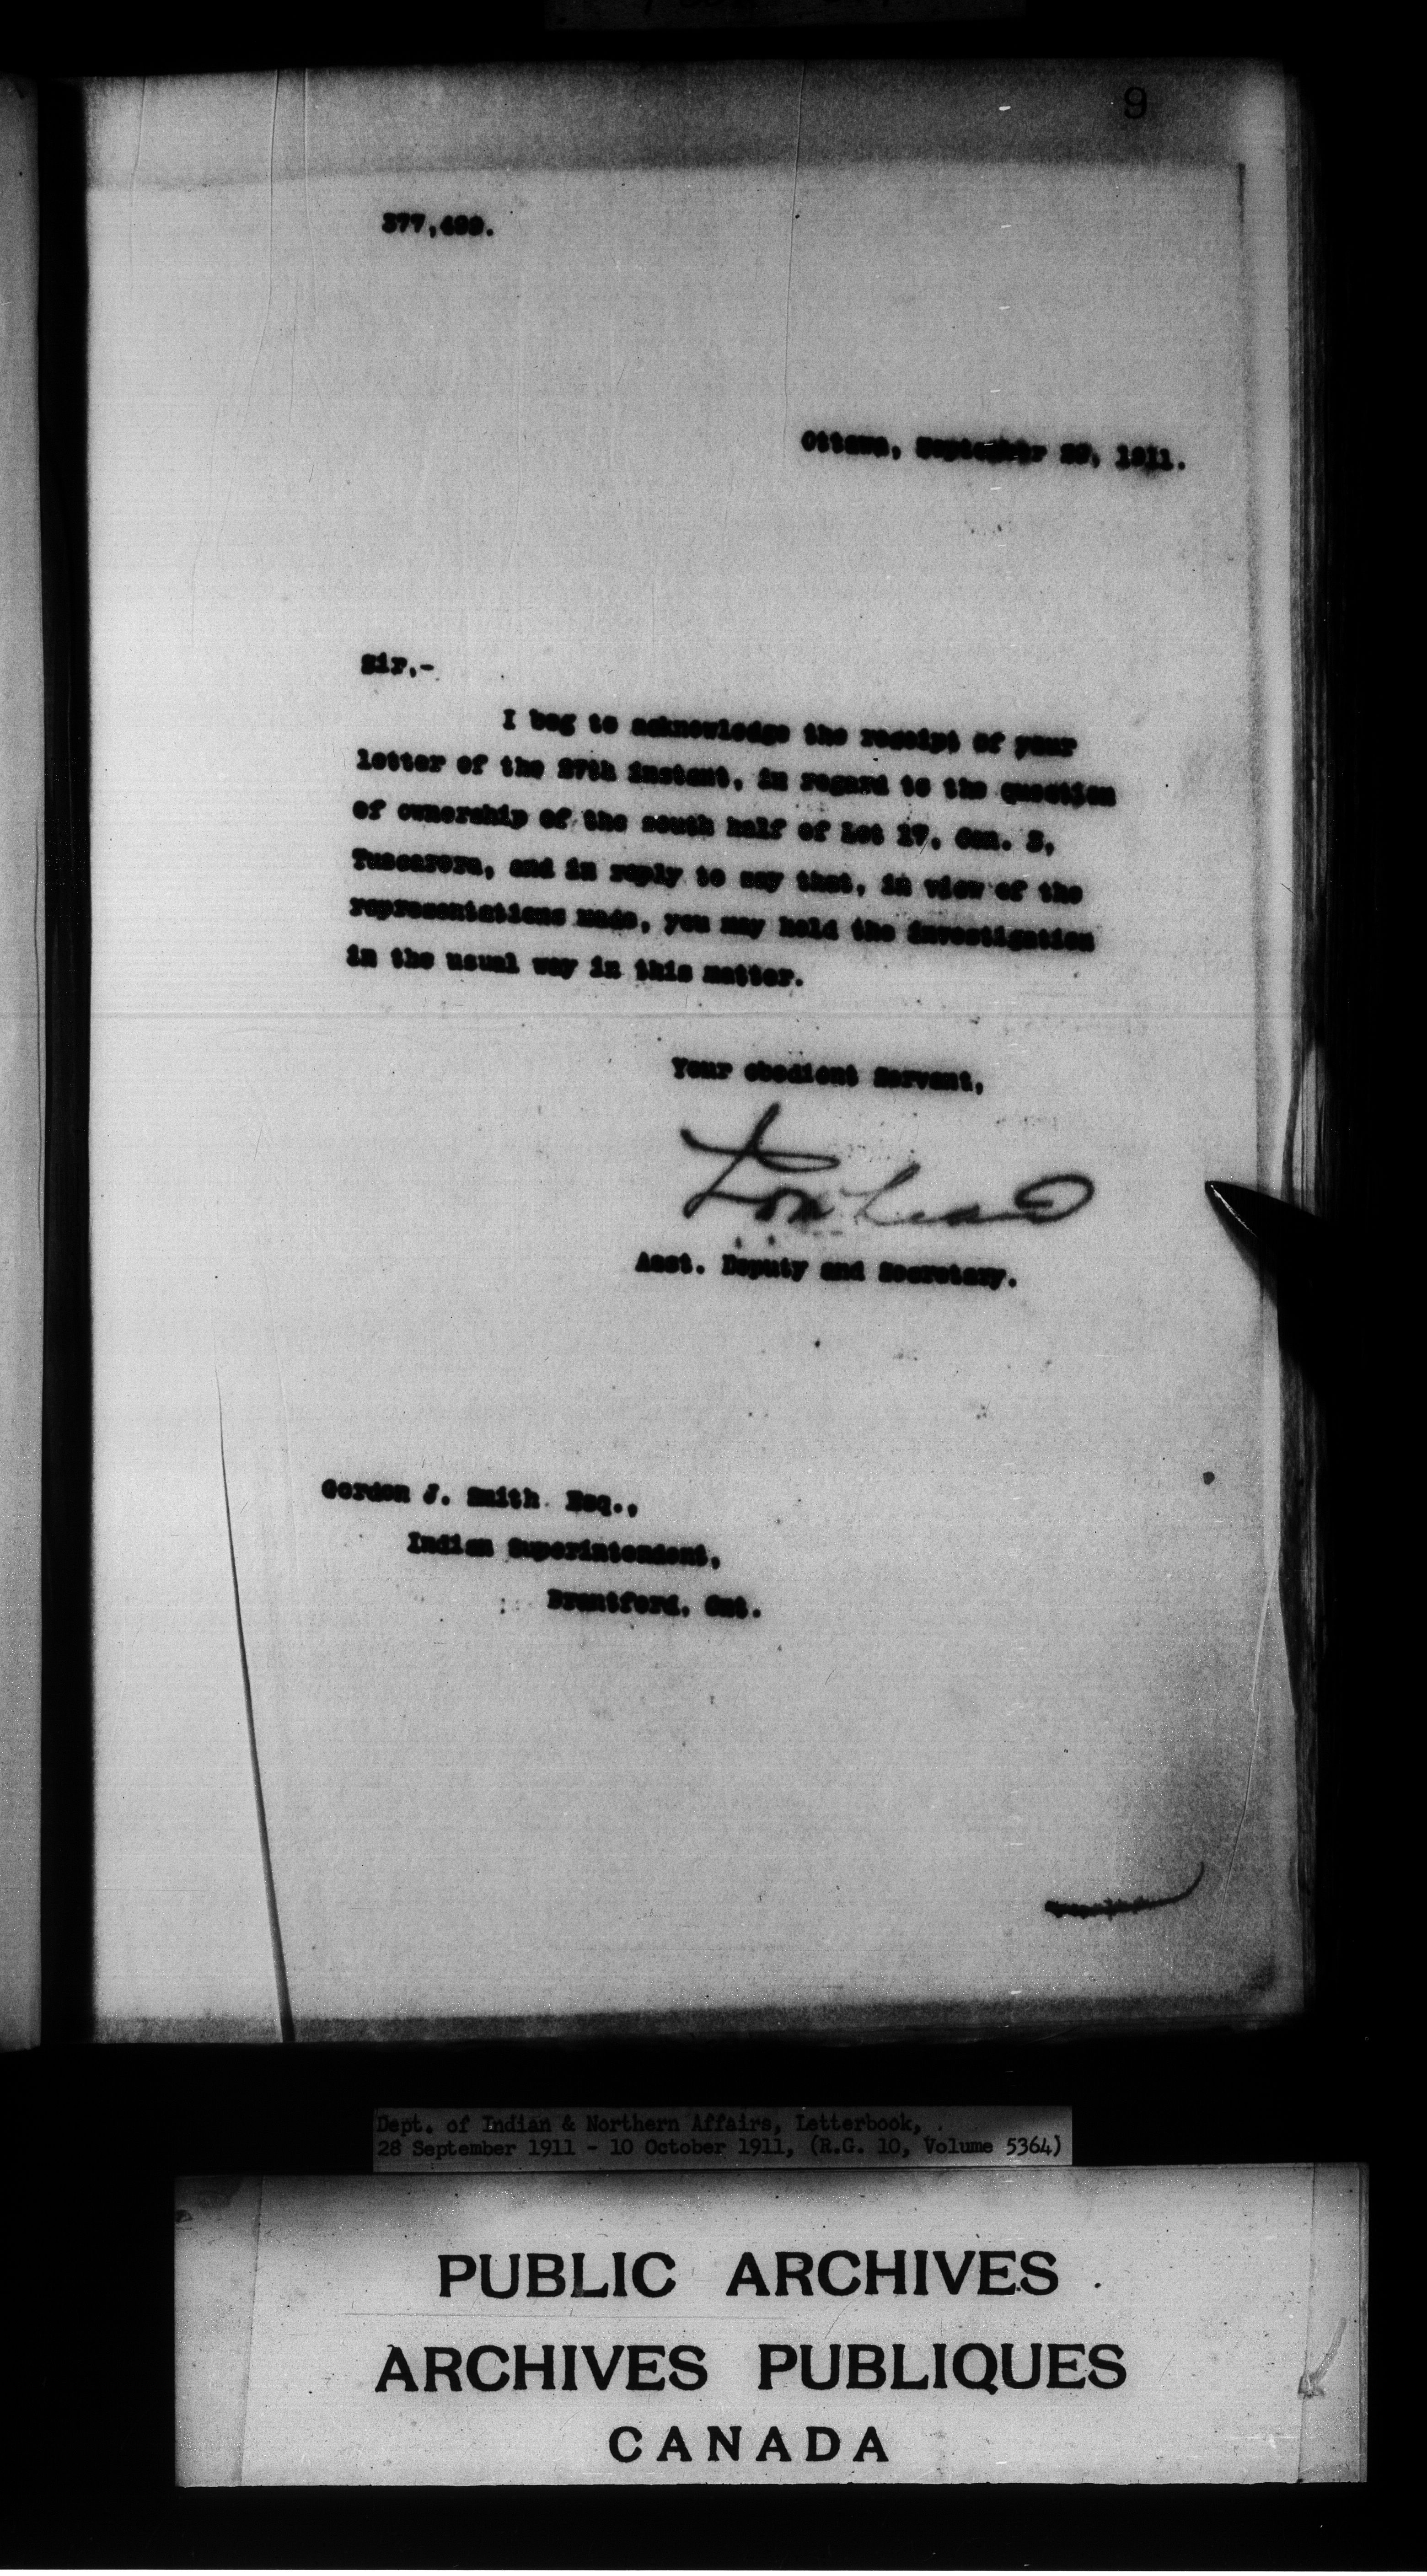 9
377,499.
Ottawa, September 29, 1911.
Sir,-
I beg to acknowledge the receipt of your
letter of the 27th instant, in regard to the question
of ownership of the south half of Lot 17, Con. 3,
Tuscarora, and in reply to say that, in view of the
representations made, you may hold the investigation
in the usual way in this matter.
Your obedient Servant,
Asst. Deputy and Secretary.
Gordon J. Smith Esq.,
Indian Superintendent,
Brantford, Ont.
Dept. of Indian & Northern Affairs, Letterbook,
28 September 1911 - 10 October 1911, (R.G. 10, Volume 5364)
PUBLIC ARCHIVES
ARCHIVES PUBLIQUES
CANADA